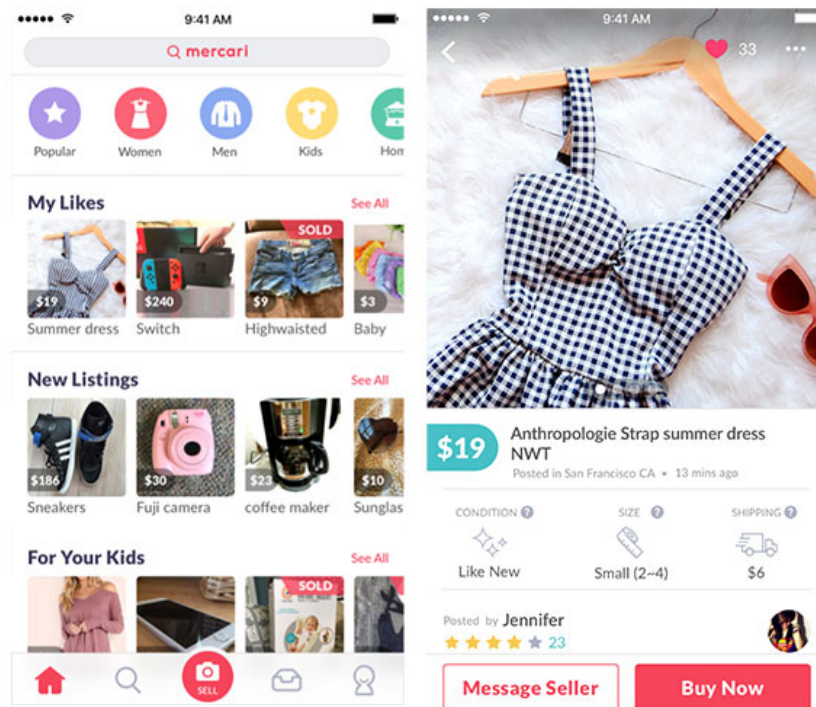 9:41 AM
mercari
Popular
Women
Men
Kids
Hom
My Likes
See All
SOLD
$19
$240
$9
$3
Summer dress
Switch
Highwaisted
Baby
New Listings
See All
$186
$30
$23
$10
Sneakers
Fuji camera
coffee maker
Sunglas
For Your Kids
See All
SOLD
SELL
9:41 AM
33
$19
Anthropologie Strap summer dress
NWT
Posted in San Francisco CA • 13 mins ago
CONDITION ?
SIZE ?
SHIPPING ?
Like New
Small (2~4)
$6
Posted by Jennifer
23
Message Seller
Buy Now